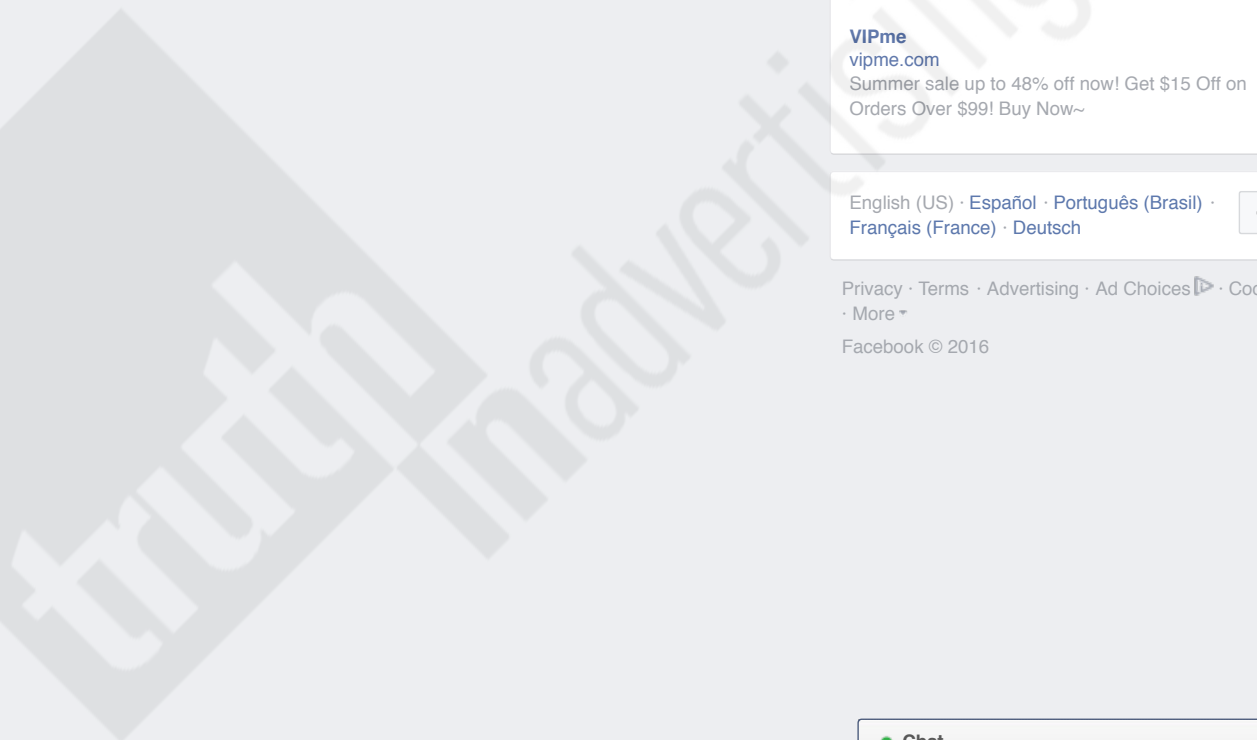 VIPme
vipme.com
Summer sale up to 48% off now! Get $15 Off on
Orders Over $99! Buy Now~
English (US) · Español · Português (Brasil) ·
Français (France) · Deutsch
Privacy · Terms · Advertising · Ad Choices ·
· More
Facebook © 2016
truth
inadvertising
Chat